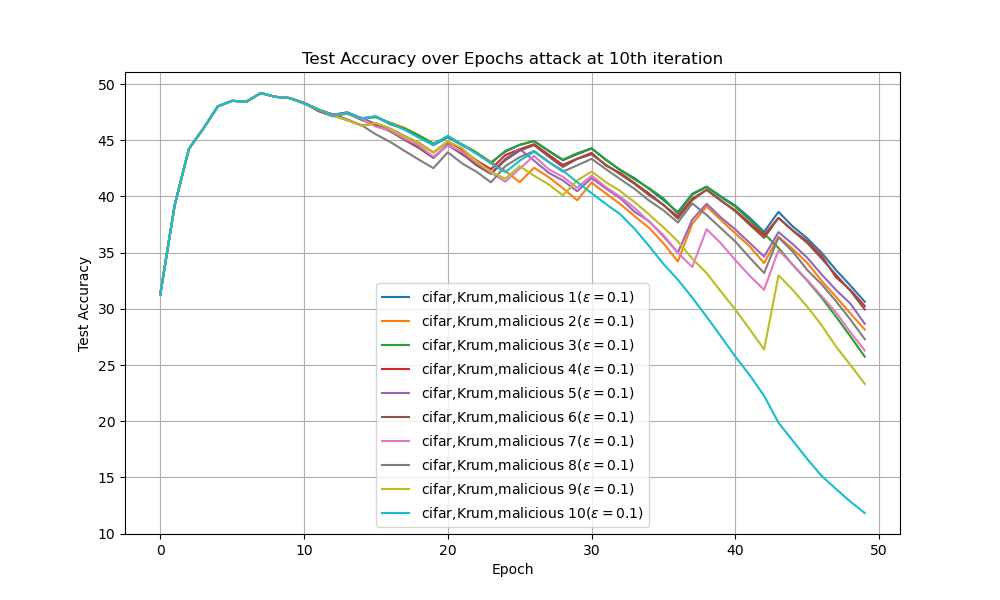 Test Accuracy over Epochs attack at 10th iteration
Test Accuracy
50
45
40
35
30
25
20
15
10
cifar,Krum,malicious 1(ε = 0.1)
cifar,Krum,malicious 2(ε = 0.1)
cifar,Krum,malicious 3(ε = 0.1)
cifar,Krum,malicious 4(ε = 0.1)
cifar,Krum,malicious 5(ε = 0.1)
cifar,Krum,malicious 6(ε = 0.1)
cifar,Krum,malicious 7(ε = 0.1)
cifar,Krum,malicious 8(ε = 0.1)
cifar,Krum,malicious 9(ε = 0.1)
cifar,Krum,malicious 10(ε = 0.1)
0 10 20 30 40 50
Epoch